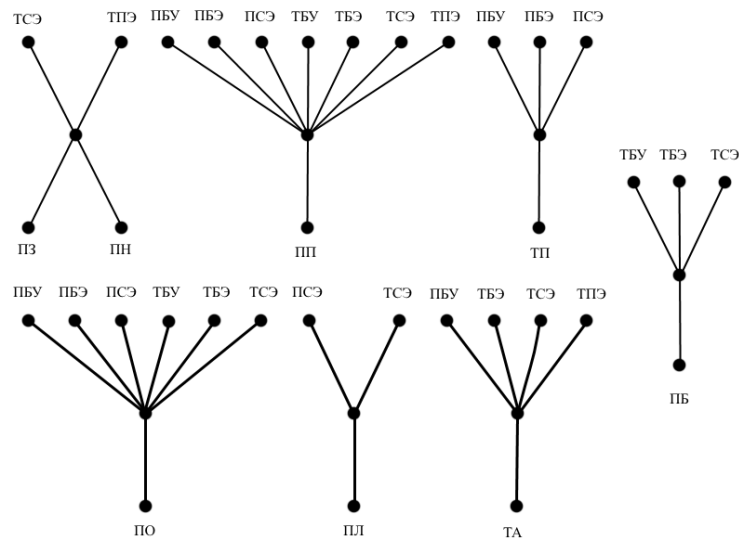 ТСЭ ТПЭ ПБУ ПБЭ ПСЭ ТБУ ТБЭ ТСЭ ТПЭ ПБУ ПБЭ ПСЭ
ТБУ ТБЭ ТСЭ
ПЗ ПН ПП ТП
ПБУ ПБЭ ПСЭ ТБУ ТБЭ ТСЭ ПСЭ ТСЭ ПБУ ТБЭ ТСЭ ТПЭ
ПБ
ПО ПЛ ТА